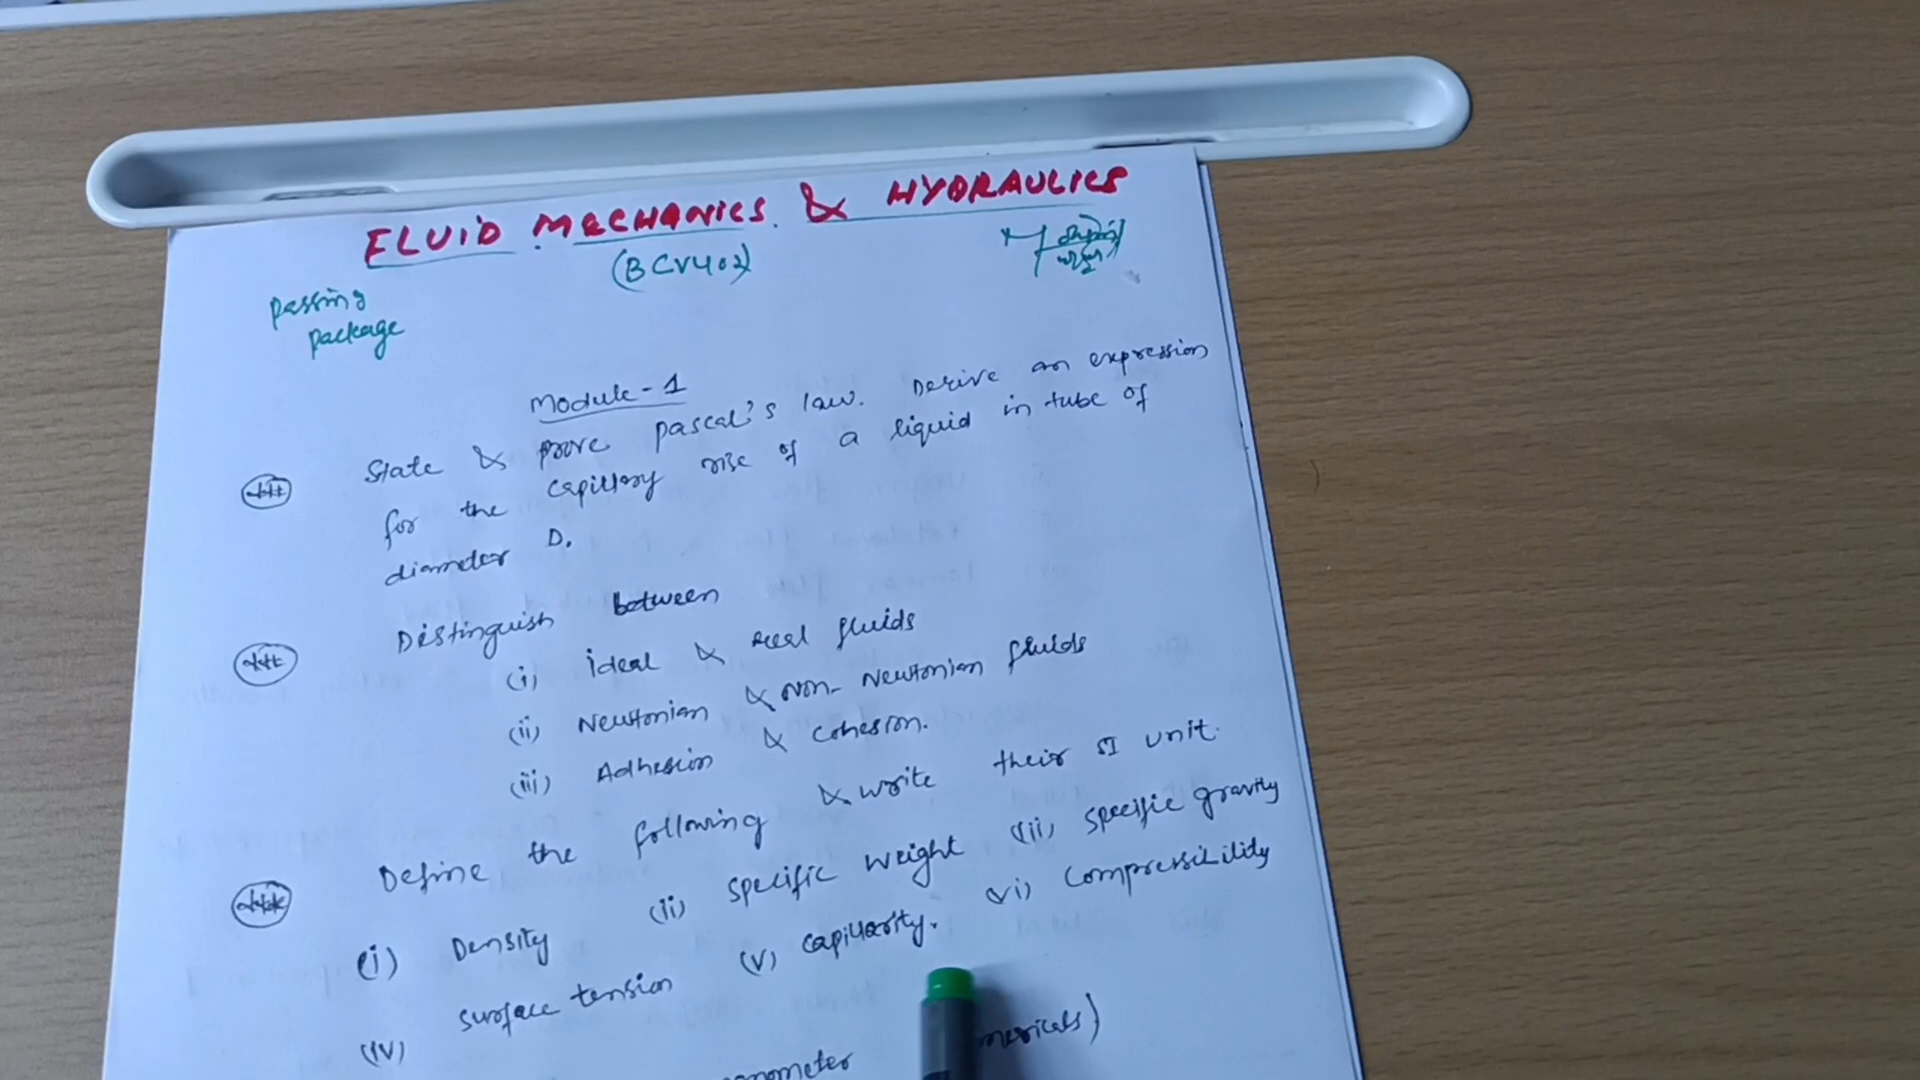 FLUID MECHANICS & HYDRAULICS
(BCV402)
passing
package
Module-1
*** State & prove pascal's law. Derive an expression
for the capillary rise of a liquid in tube of
diameter D.
*** Distinguish between
(i) ideal & real fluids
(ii) Newtonian & Non-Newtonian fluids
(iii) Adhesion & cohesion.
*** Define the following & write their SI unit.
(i) Density (ii) specific weight (iii) specific gravity
(iv) surface tension (v) capillarity. (vi) compressibility